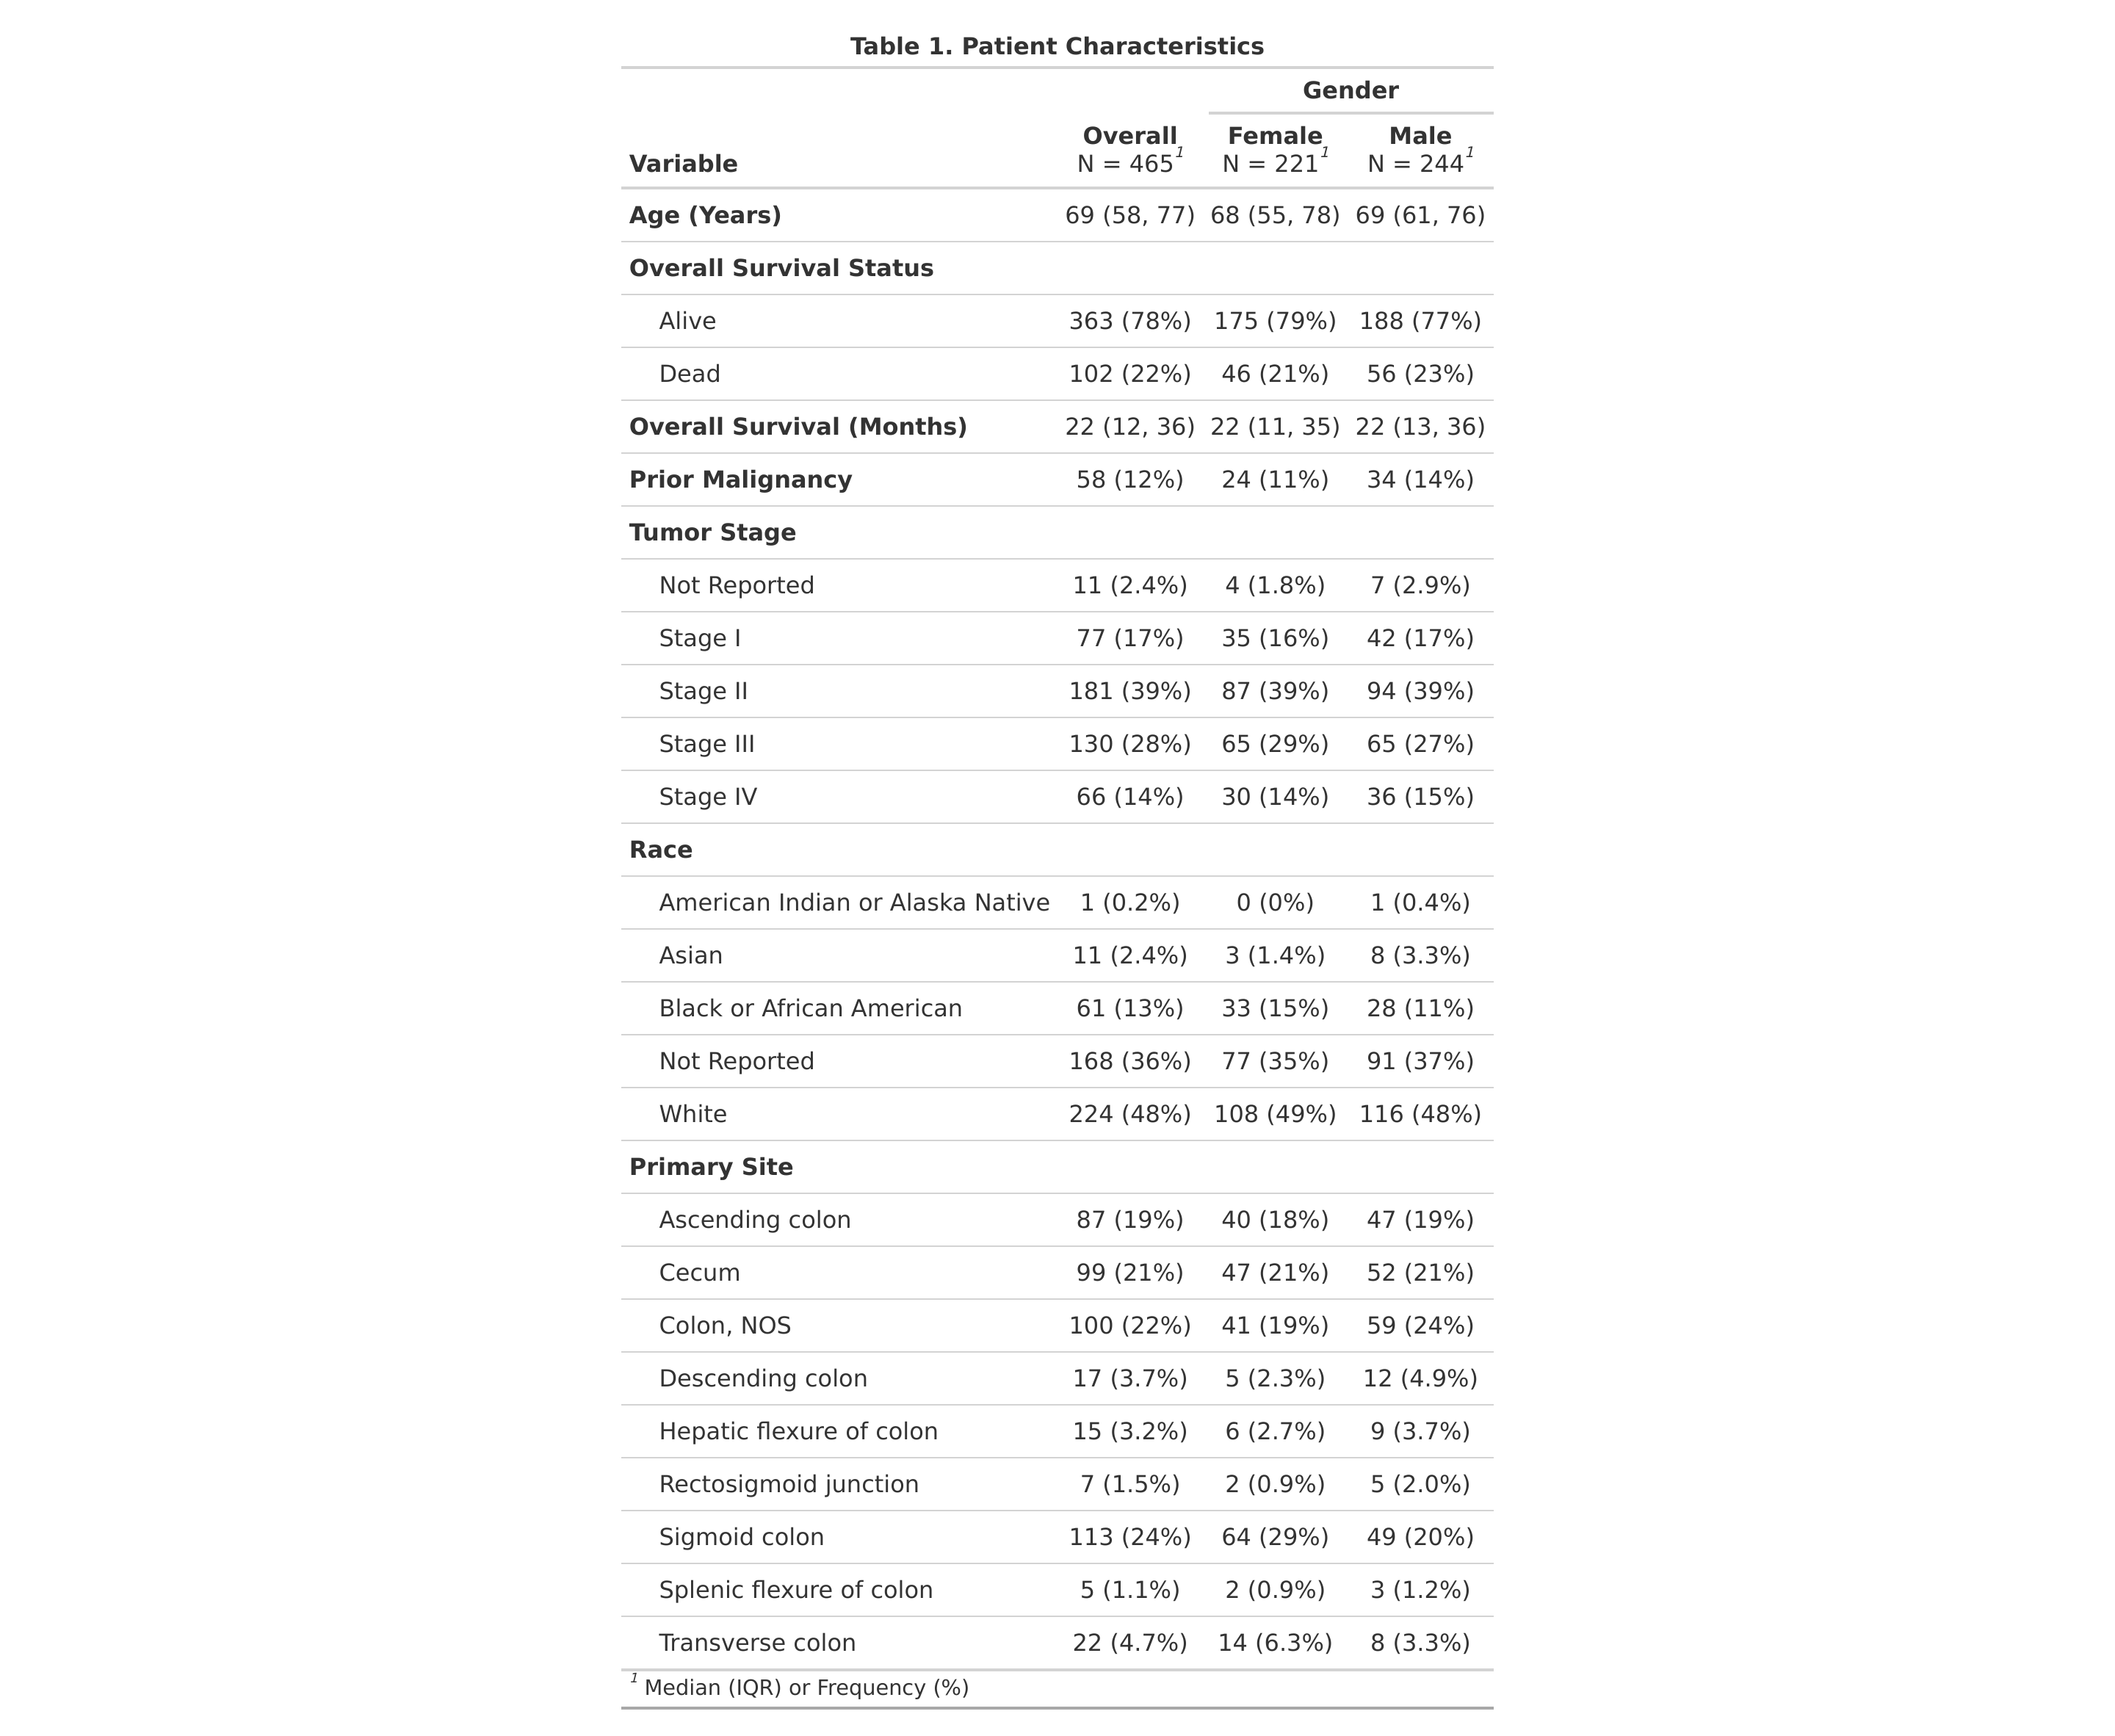 Table 1. Patient Characteristics
Gender
Overall Female Male
Variable N = 465¹ N = 221¹ N = 244¹
Age (Years) 69 (58, 77) 68 (55, 78) 69 (61, 76)
Overall Survival Status
Alive 363 (78%) 175 (79%) 188 (77%)
Dead 102 (22%) 46 (21%) 56 (23%)
Overall Survival (Months) 22 (12, 36) 22 (11, 35) 22 (13, 36)
Prior Malignancy 58 (12%) 24 (11%) 34 (14%)
Tumor Stage
Not Reported 11 (2.4%) 4 (1.8%) 7 (2.9%)
Stage I 77 (17%) 35 (16%) 42 (17%)
Stage II 181 (39%) 87 (39%) 94 (39%)
Stage III 130 (28%) 65 (29%) 65 (27%)
Stage IV 66 (14%) 30 (14%) 36 (15%)
Race
American Indian or Alaska Native 1 (0.2%) 0 (0%) 1 (0.4%)
Asian 11 (2.4%) 3 (1.4%) 8 (3.3%)
Black or African American 61 (13%) 33 (15%) 28 (11%)
Not Reported 168 (36%) 77 (35%) 91 (37%)
White 224 (48%) 108 (49%) 116 (48%)
Primary Site
Ascending colon 87 (19%) 40 (18%) 47 (19%)
Cecum 99 (21%) 47 (21%) 52 (21%)
Colon, NOS 100 (22%) 41 (19%) 59 (24%)
Descending colon 17 (3.7%) 5 (2.3%) 12 (4.9%)
Hepatic flexure of colon 15 (3.2%) 6 (2.7%) 9 (3.7%)
Rectosigmoid junction 7 (1.5%) 2 (0.9%) 5 (2.0%)
Sigmoid colon 113 (24%) 64 (29%) 49 (20%)
Splenic flexure of colon 5 (1.1%) 2 (0.9%) 3 (1.2%)
Transverse colon 22 (4.7%) 14 (6.3%) 8 (3.3%)
¹ Median (IQR) or Frequency (%)